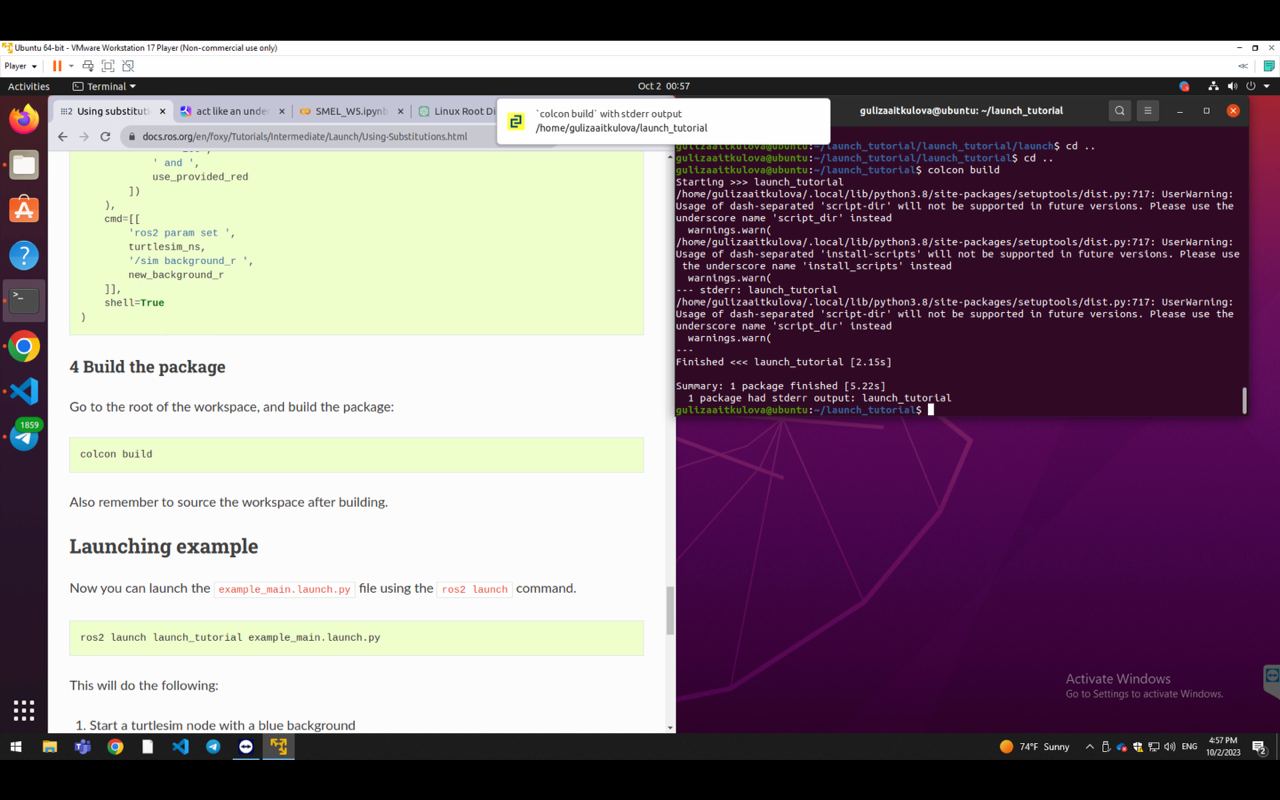 Ubuntu 64-bit - VMware Workstation 17 Player (Non-commercial use only)
Player
Activities
Terminal
Oct 2 00:57
Using substituti
act like an unde
SMEL_WS.ipynb
Linux Root Di
docs.ros.org/en/foxy/Tutorials/Intermediate/Launch/Using-Substitutions.html
`colcon build` with stderr output
/home/gulizaaitkulova/launch_tutorial
gulizaaitkulova@ubuntu: ~/launch_tutorial
' and ',
use_provided_red
])
),
cmd=[[
'ros2 param set ',
turtlesim_ns,
'/sim background_r ',
new_background_r
]],
shell=True
)
4 Build the package
Go to the root of the workspace, and build the package:
colcon build
Also remember to source the workspace after building.
Launching example
Now you can launch the example_main.launch.py file using the ros2 launch command.
ros2 launch launch_tutorial example_main.launch.py
This will do the following:
1. Start a turtlesim node with a blue background
gulizaaitkulova@ubuntu:~/launch_tutorial/launch_tutorial/launch$ cd ..
gulizaaitkulova@ubuntu:~/launch_tutorial/launch_tutorial$ cd ..
gulizaaitkulova@ubuntu:~/launch_tutorial$ colcon build
Starting >>> launch_tutorial
/home/gulizaaitkulova/.local/lib/python3.8/site-packages/setuptools/dist.py:717: UserWarning:
Usage of dash-separated 'script-dir' will not be supported in future versions. Please use the
underscore name 'script_dir' instead
warnings.warn(
/home/gulizaaitkulova/.local/lib/python3.8/site-packages/setuptools/dist.py:717: UserWarning:
Usage of dash-separated 'install-scripts' will not be supported in future versions. Please use
the underscore name 'install_scripts' instead
warnings.warn(
--- stderr: launch_tutorial
/home/gulizaaitkulova/.local/lib/python3.8/site-packages/setuptools/dist.py:717: UserWarning:
Usage of dash-separated 'script-dir' will not be supported in future versions. Please use the
underscore name 'script_dir' instead
warnings.warn(
---
Finished <<< launch_tutorial [2.15s]
Summary: 1 package finished [5.22s]
1 package had stderr output: launch_tutorial
gulizaaitkulova@ubuntu:~/launch_tutorial$
1859
Activate Windows
Go to Settings to activate Windows.
74°F Sunny
ENG
4:57 PM
10/2/2023
2